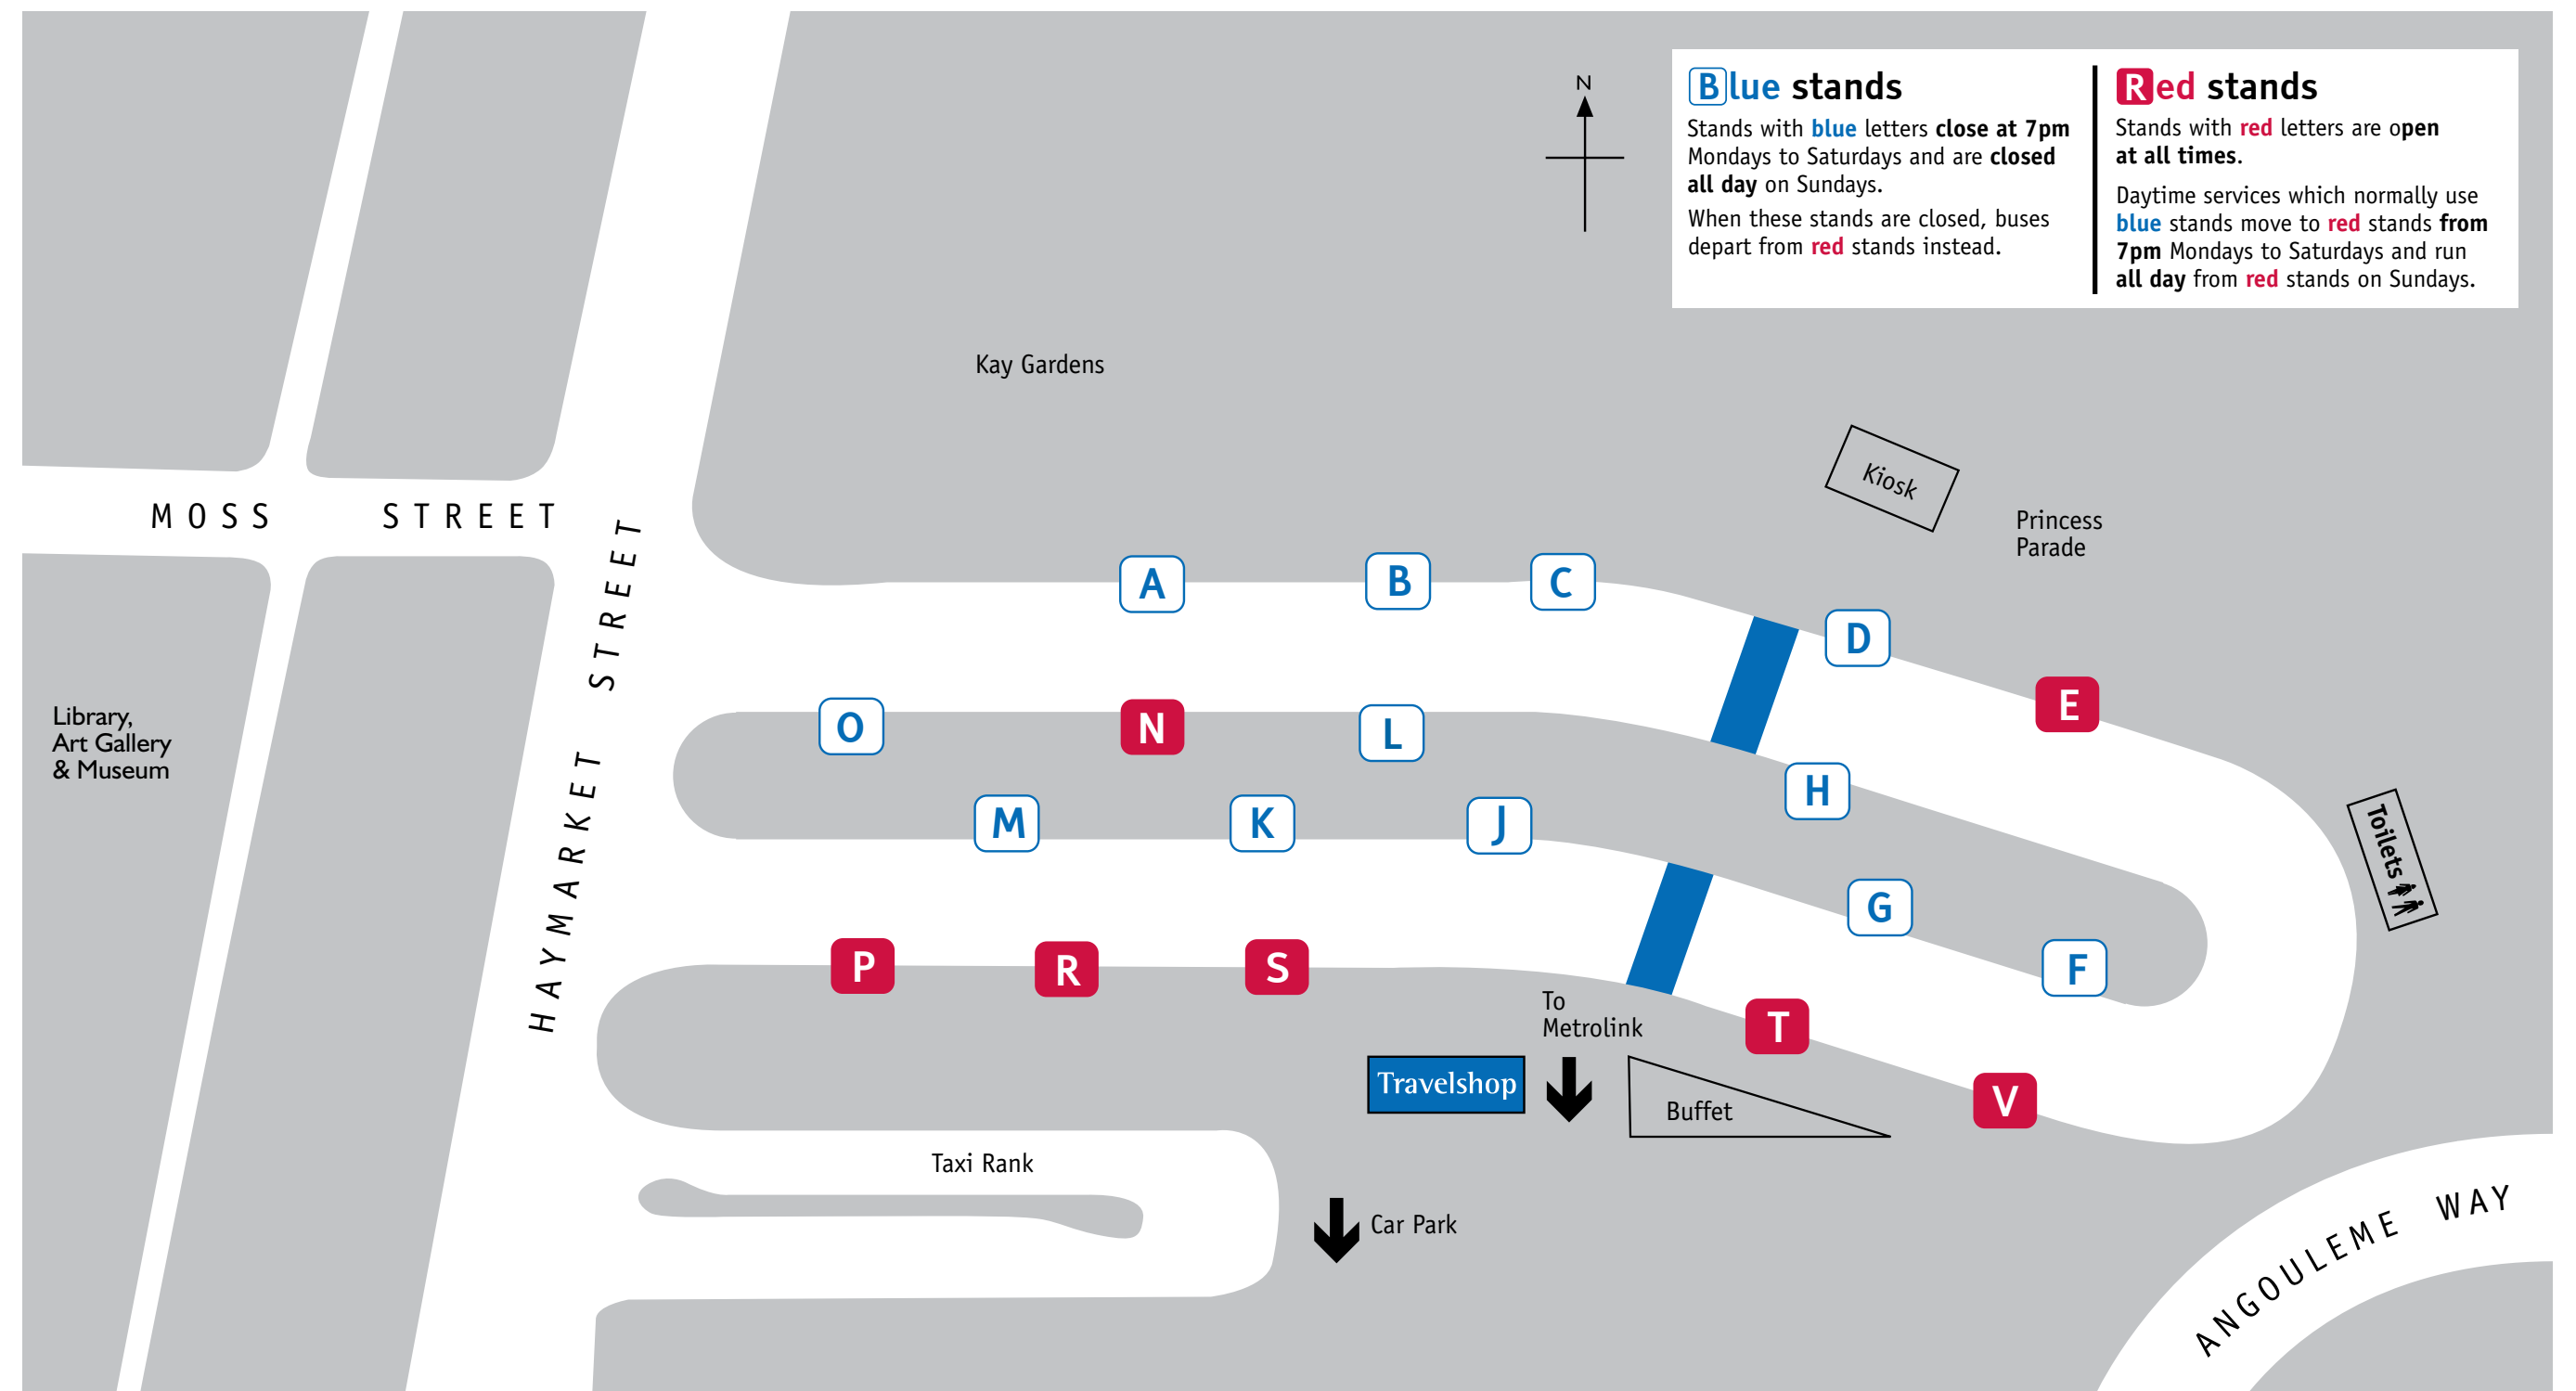 N
Blue stands
Stands with blue letters close at 7pm
Mondays to Saturdays and are closed
all day on Sundays.
When these stands are closed, buses
depart from red stands instead.
Red stands
Stands with red letters are open
at all times.
Daytime services which normally use
blue stands move to red stands from
7pm Mondays to Saturdays and run
all day from red stands on Sundays.
Kay Gardens
Kiosk
Princess
Parade
MOSS STREET
HAYMARKET STREET
Library,
Art Gallery
& Museum
A
B
C
D
E
O
N
L
H
M
K
J
G
F
P
R
S
T
V
Toilets
To
Metrolink
Travelshop
Buffet
Taxi Rank
Car Park
ANGOULEME WAY